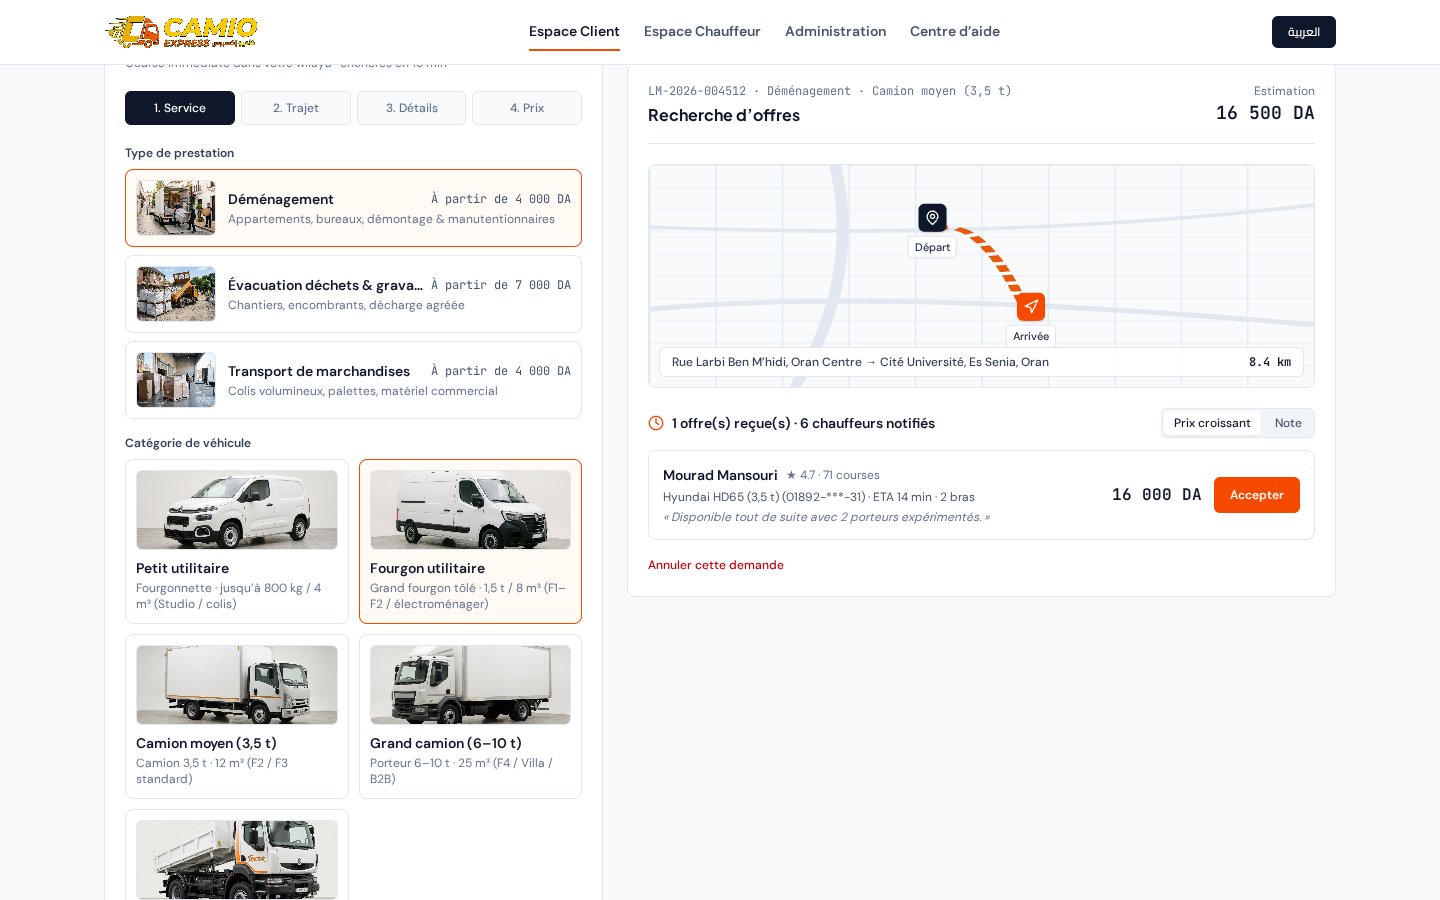 CAMIO
EXPRESS
Espace Client
Espace Chauffeur
Administration
Centre d’aide
العربية
1. Service
2. Trajet
3. Détails
4. Prix
Type de prestation
Déménagement
À partir de 4 000 DA
Appartements, bureaux, démontage & manutentionnaires
Évacuation déchets & grava…
À partir de 7 000 DA
Chantiers, encombrants, décharge agréée
Transport de marchandises
À partir de 4 000 DA
Colis volumineux, palettes, matériel commercial
Catégorie de véhicule
Petit utilitaire
Fourgonnette · jusqu’à 800 kg / 4
m³ (Studio / colis)
Fourgon utilitaire
Grand fourgon tôlé · 1,5 t / 8 m³ (F1–
F2 / électroménager)
Camion moyen (3,5 t)
Camion 3,5 t · 12 m³ (F2 / F3
standard)
Grand camion (6–10 t)
Porteur 6–10 t · 25 m³ (F4 / Villa /
B2B)
LM-2026-004512 · Déménagement · Camion moyen (3,5 t)
Recherche d’offres
Estimation
16 500 DA
Départ
Arrivée
Rue Larbi Ben M’hidi, Oran Centre → Cité Université, Es Senia, Oran
8.4 km
1 offre(s) reçue(s) · 6 chauffeurs notifiés
Prix croissant
Note
Mourad Mansouri
★ 4.7 · 71 courses
Hyundai HD65 (3,5 t) (01892-***-31) · ETA 14 min · 2 bras
« Disponible tout de suite avec 2 porteurs expérimentés. »
16 000 DA
Accepter
Annuler cette demande